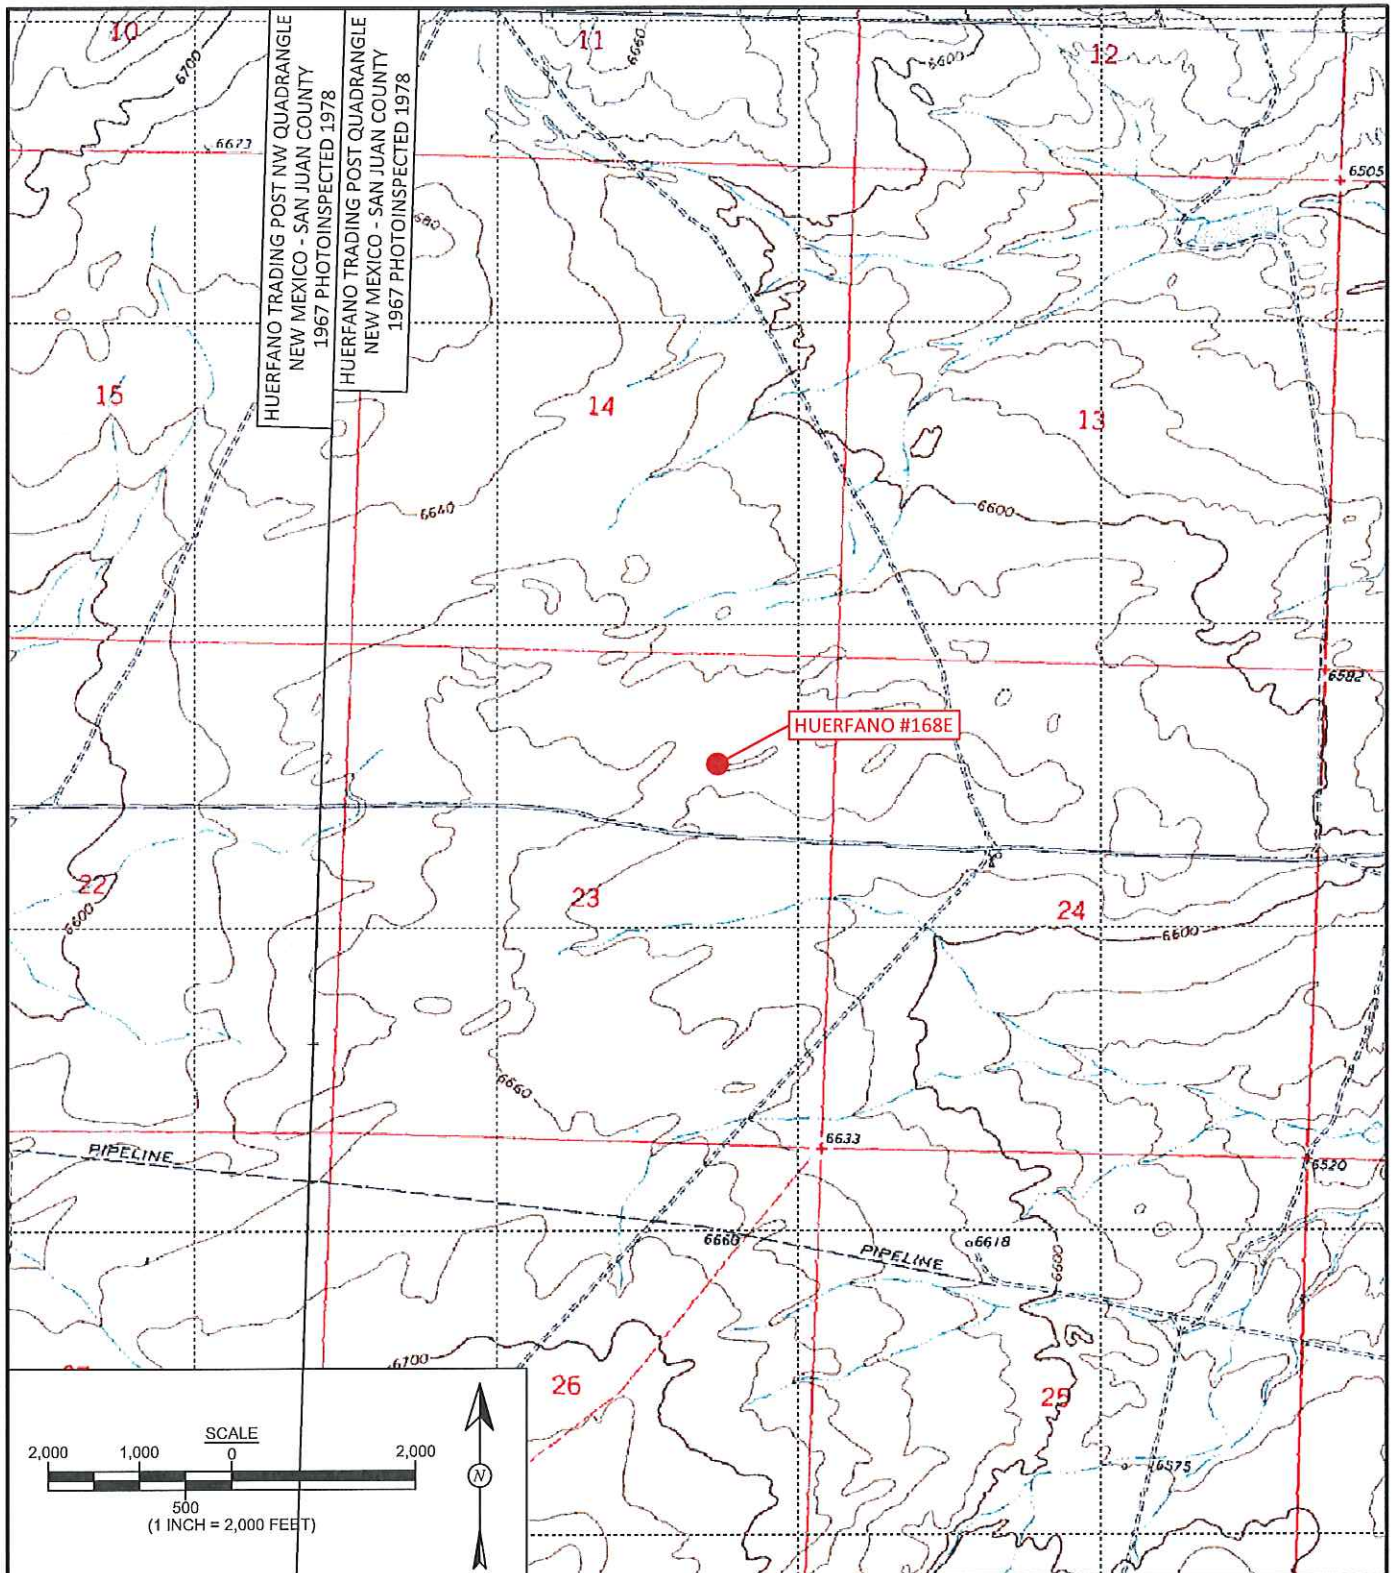 10
11
12
6700
6660
6600
HUERFANO TRADING POST NW QUADRANGLE
NEW MEXICO - SAN JUAN COUNTY
1967 PHOTOINSPECTED 1978
HUERFANO TRADING POST QUADRANGLE
NEW MEXICO - SAN JUAN COUNTY
1967 PHOTOINSPECTED 1978
6673
6505
6680
15
14
13
6640
6600
6582
HUERFANO #168E
22
23
24
6600
6600
6660
6633
PIPELINE
6520
6660
6618
PIPELINE
6600
6700
26
25
6575
SCALE
2,000 1,000 0 2,000
500
(1 INCH = 2,000 FEET)
N